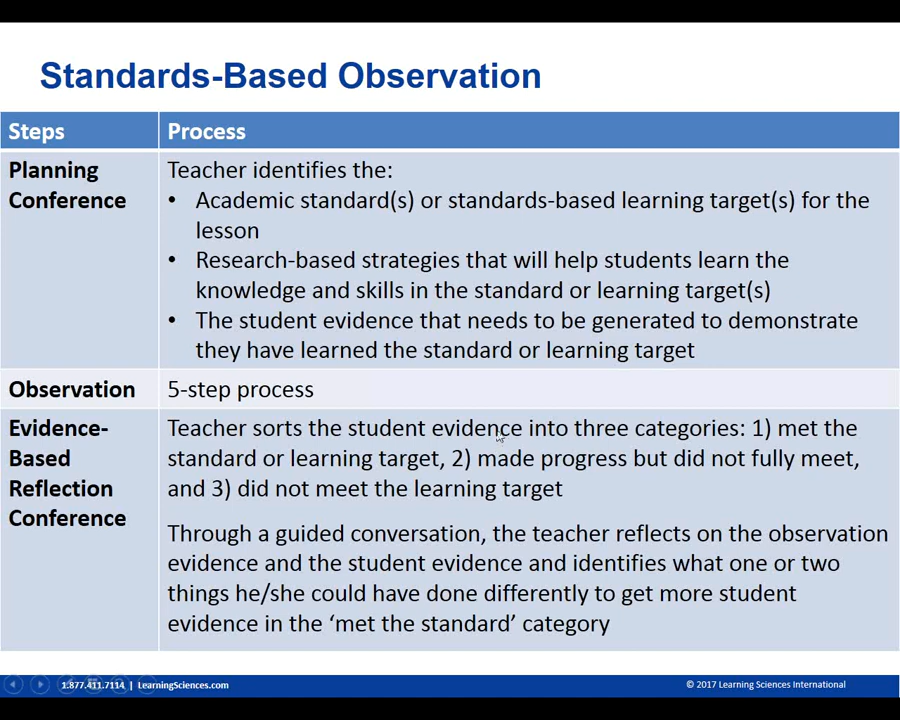 Standards-Based Observation
Steps
Process
Planning
Conference
Teacher identifies the:
• Academic standard(s) or standards-based learning target(s) for the
lesson
• Research-based strategies that will help students learn the
knowledge and skills in the standard or learning target(s)
• The student evidence that needs to be generated to demonstrate
they have learned the standard or learning target
Observation
5-step process
Evidence-
Based
Reflection
Conference
Teacher sorts the student evidence into three categories: 1) met the
standard or learning target, 2) made progress but did not fully meet,
and 3) did not meet the learning target
Through a guided conversation, the teacher reflects on the observation
evidence and the student evidence and identifies what one or two
things he/she could have done differently to get more student
evidence in the ‘met the standard’ category
1.877.411.7114 | LearningSciences.com
© 2017 Learning Sciences International